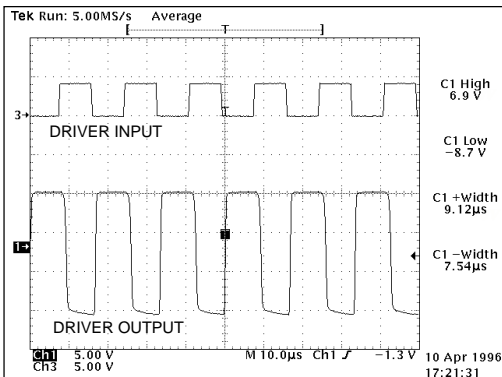 Tek Run: 5.00MS/s Average
[ T ]
C1 High
6.9 V
3→
T
DRIVER INPUT
C1 Low
−8.7 V
C1 +Width
9.12µs
1→
T
C1 −Width
7.54µs
DRIVER OUTPUT
Ch1 5.00 V M 10.0µs Ch1 ƒ −1.3 V
Ch3 5.00 V
10 Apr 1996
17:21:31